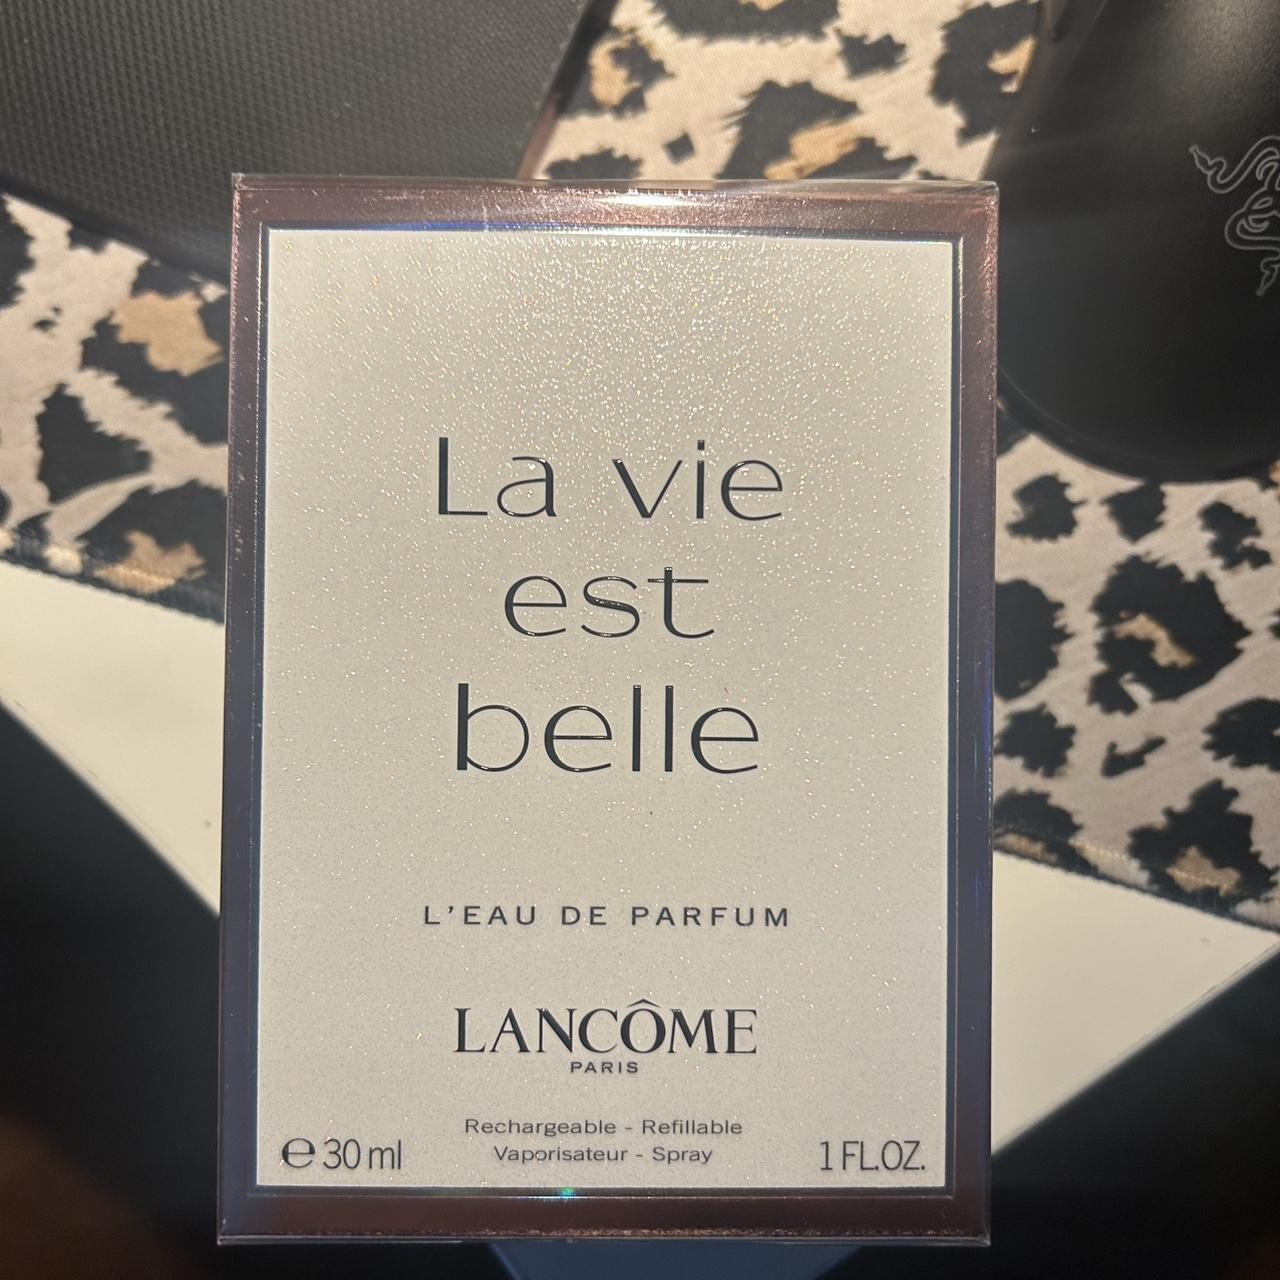 La vie
est
belle
L'EAU DE PARFUM
LANCÔME
PARIS
Rechargeable - Refillable
Vaporisateur - Spray
℮ 30 ml
1 FL.OZ.